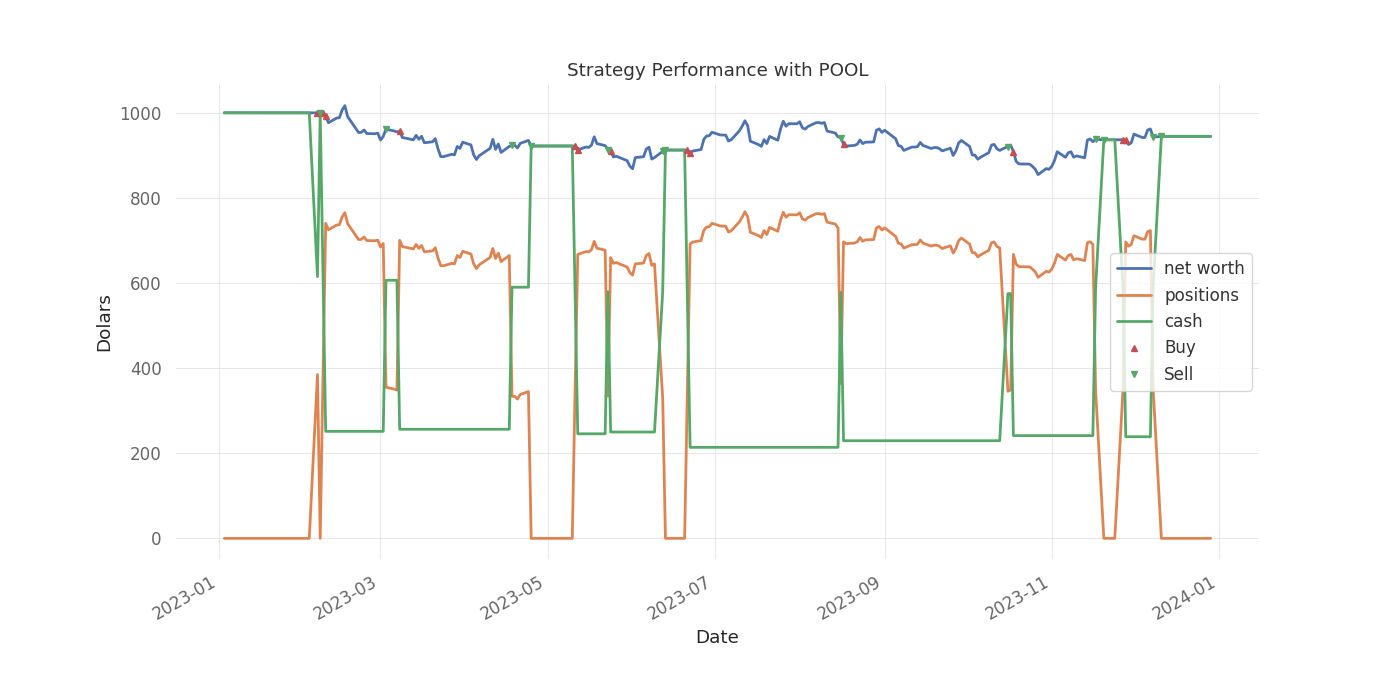 Strategy Performance with POOL
1000
800
600
400
200
0
Dolars
net worth
positions
cash
Buy
Sell
2023-01
2023-03
2023-05
2023-07
2023-09
2023-11
2024-01
Date